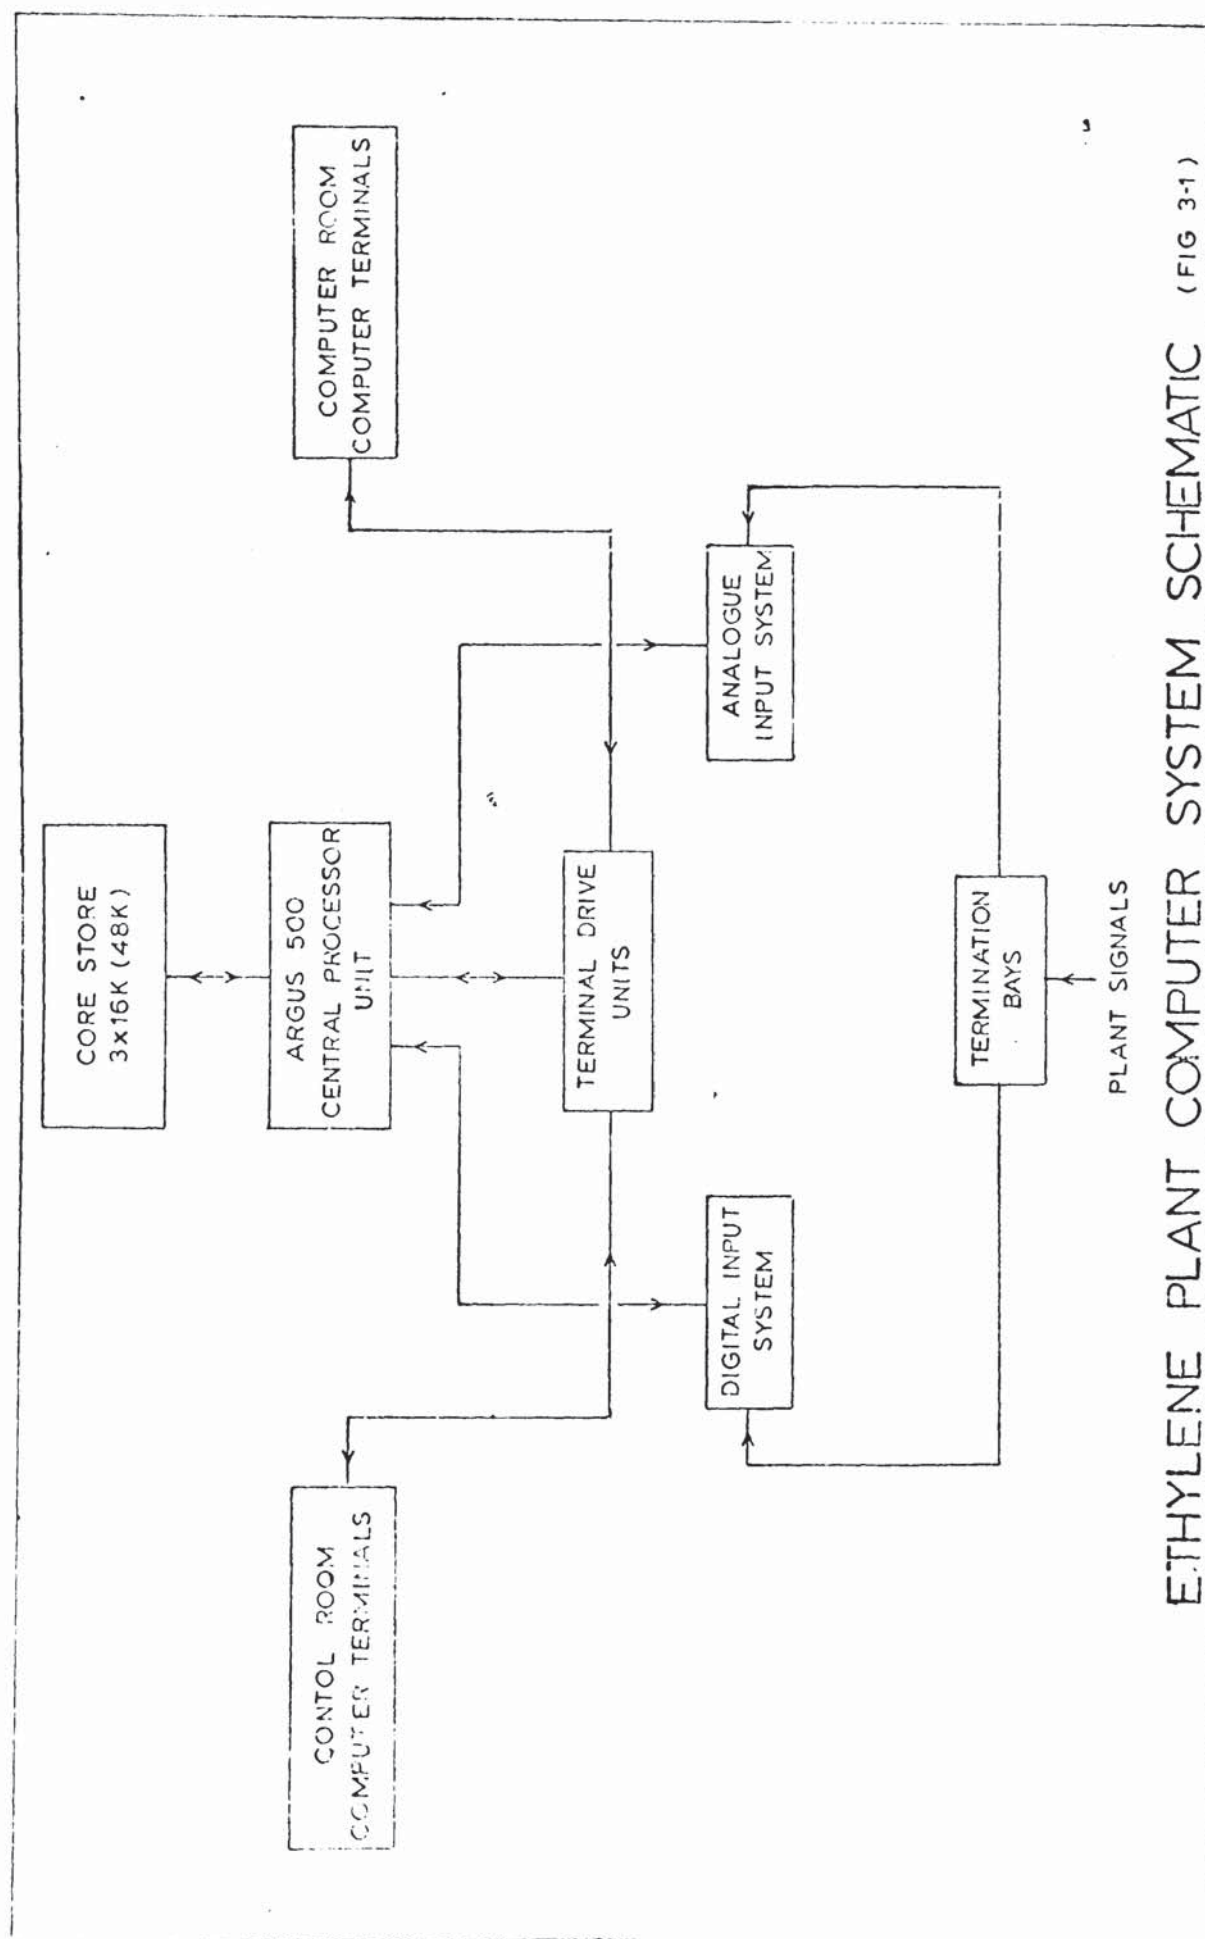 CORE STORE
3x16K (48K)
ARGUS 500
CENTRAL PROCESSOR
UNIT
CONTOL ROOM
COMPUTER TERMINALS
COMPUTER ROOM
COMPUTER TERMINALS
TERMINAL DRIVE
UNITS
DIGITAL INPUT
SYSTEM
ANALOGUE
INPUT SYSTEM
TERMINATION
BAYS
PLANT SIGNALS
ETHYLENE PLANT COMPUTER SYSTEM SCHEMATIC (FIG 3-1)